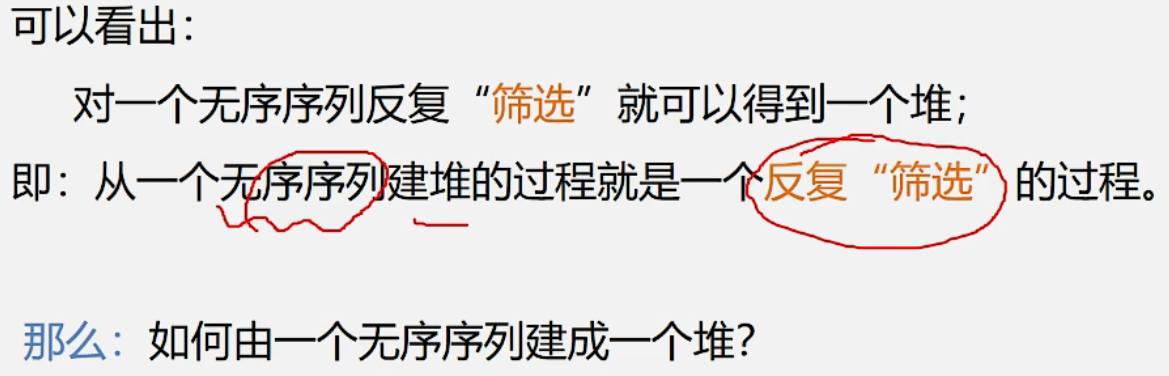 可以看出：
对一个无序序列反复“筛选”就可以得到一个堆；
即：从一个无序序列建堆的过程就是一个反复“筛选”的过程。
那么：如何由一个无序序列建成一个堆？